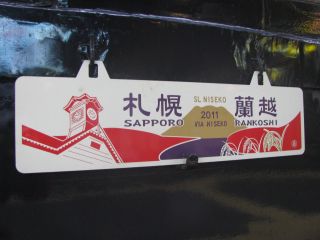 札幌 SL NISEKO 蘭越
SAPPORO 2011 RANKOSHI
VIA NISEKO